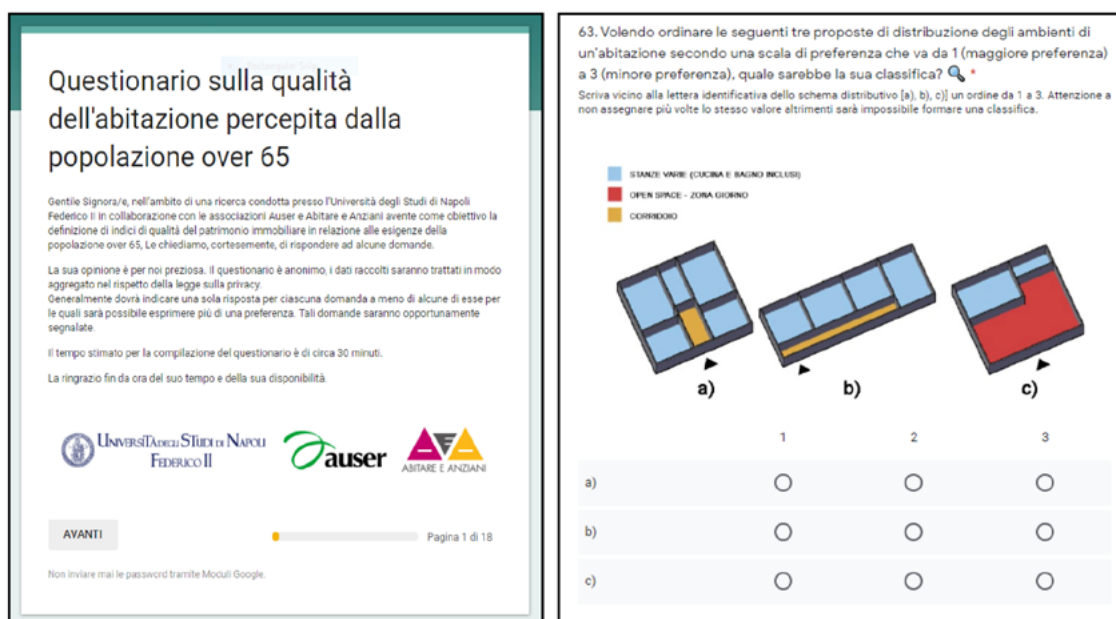 Questionario sulla qualità
dell'abitazione percepita dalla
popolazione over 65
Gentile Signora/e, nell'ambito di una ricerca condotta presso l'Università degli Studi di Napoli
Federico II in collaborazione con le associazioni Auser e Abitare e Anziani avente come obiettivo la
definizione di indici di qualità del patrimonio immobiliare in relazione alle esigenze della
popolazione over 65, Le chiediamo, cortesemente, di rispondere ad alcune domande.
La sua opinione è per noi preziosa. Il questionario è anonimo, i dati raccolti saranno trattati in modo
aggregato nel rispetto della legge sulla privacy.
Generalmente dovrà indicare una sola risposta per ciascuna domanda a meno di alcune di esse per
le quali sarà possibile esprimere più di una preferenza. Tali domande saranno opportunamente
segnalate.
Il tempo stimato per la compilazione del questionario è di circa 30 minuti.
La ringrazio fin da ora del suo tempo e della sua disponibilità.
UNIVERSITÀ DEGLI STUDI DI NAPOLI
FEDERICO II
auser
ABITARE E ANZIANI
AVANTI
Pagina 1 di 18
Non inviare mai le password tramite Moduli Google.
63. Volendo ordinare le seguenti tre proposte di distribuzione degli ambienti di
un'abitazione secondo una scala di preferenza che va da 1 (maggiore preferenza)
a 3 (minore preferenza), quale sarebbe la sua classifica? 🔍 *
Scriva vicino alla lettera identificativa dello schema distributivo [a), b), c)] un ordine da 1 a 3. Attenzione a
non assegnare più volte lo stesso valore altrimenti sarà impossibile formare una classifica.
STANZE VARIE (CUCINA E BAGNO INCLUSI)
OPEN SPACE - ZONA GIORNO
CORRIDOIO
a) b) c)
1 2 3
a)
b)
c)